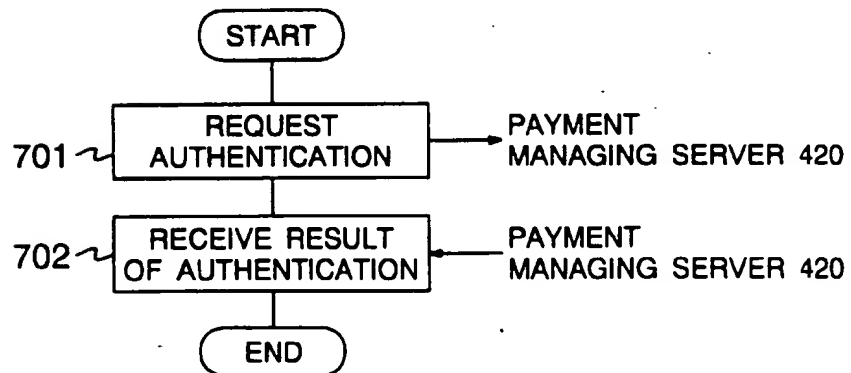 START
701
REQUEST
AUTHENTICATION
PAYMENT
MANAGING SERVER 420
702
RECEIVE RESULT
OF AUTHENTICATION
PAYMENT
MANAGING SERVER 420
END